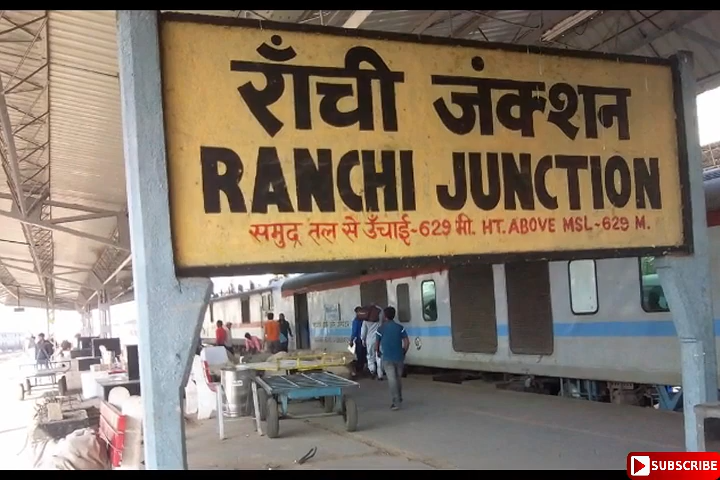 राँची जंक्शन
RANCHI JUNCTION
समुद्र तल से उँचाई-629 मी. HT. ABOVE MSL-629 M.
SUBSCRIBE